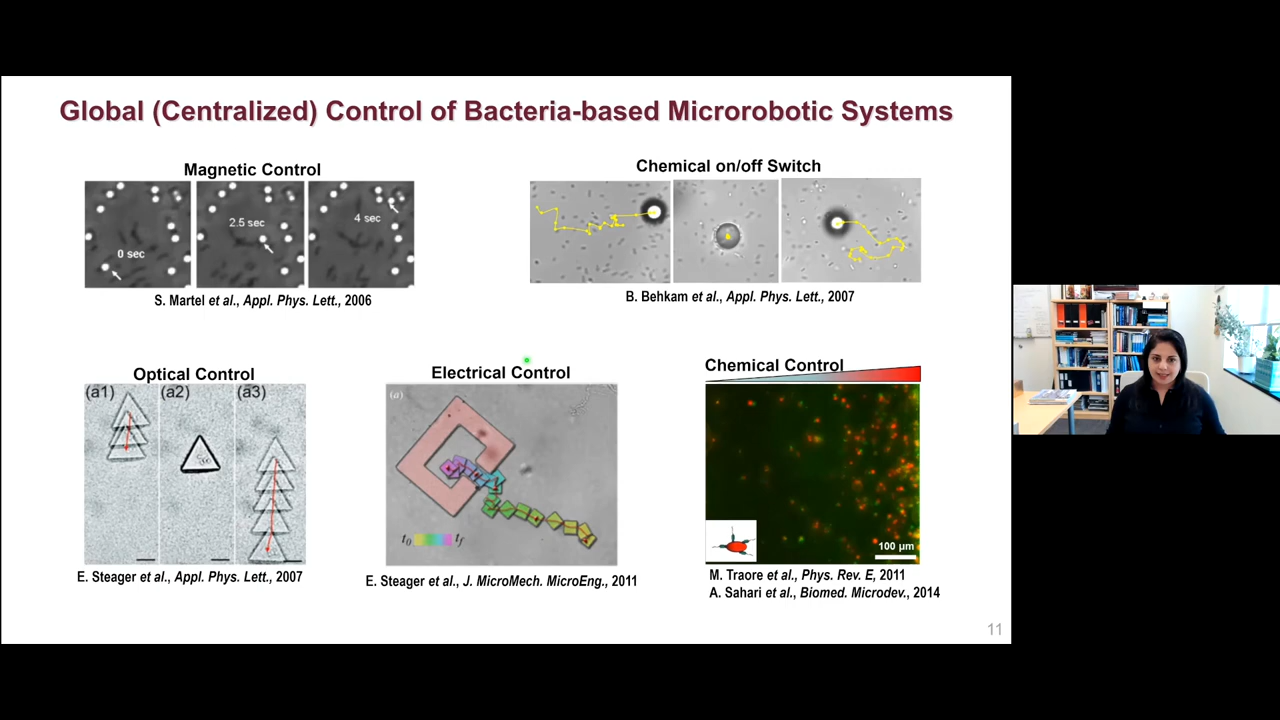 Global (Centralized) Control of Bacteria-based Microrobotic Systems
Magnetic Control
0 sec
2.5 sec
4 sec
S. Martel et al., Appl. Phys. Lett., 2006
Chemical on/off Switch
B. Behkam et al., Appl. Phys. Lett., 2007
Optical Control
(a1) (a2) (a3)
E. Steager et al., Appl. Phys. Lett., 2007
Electrical Control
(a)
t0 tf
E. Steager et al., J. MicroMech. MicroEng., 2011
Chemical Control
100 µm
M. Traore et al., Phys. Rev. E, 2011
A. Sahari et al., Biomed. Microdev., 2014
11